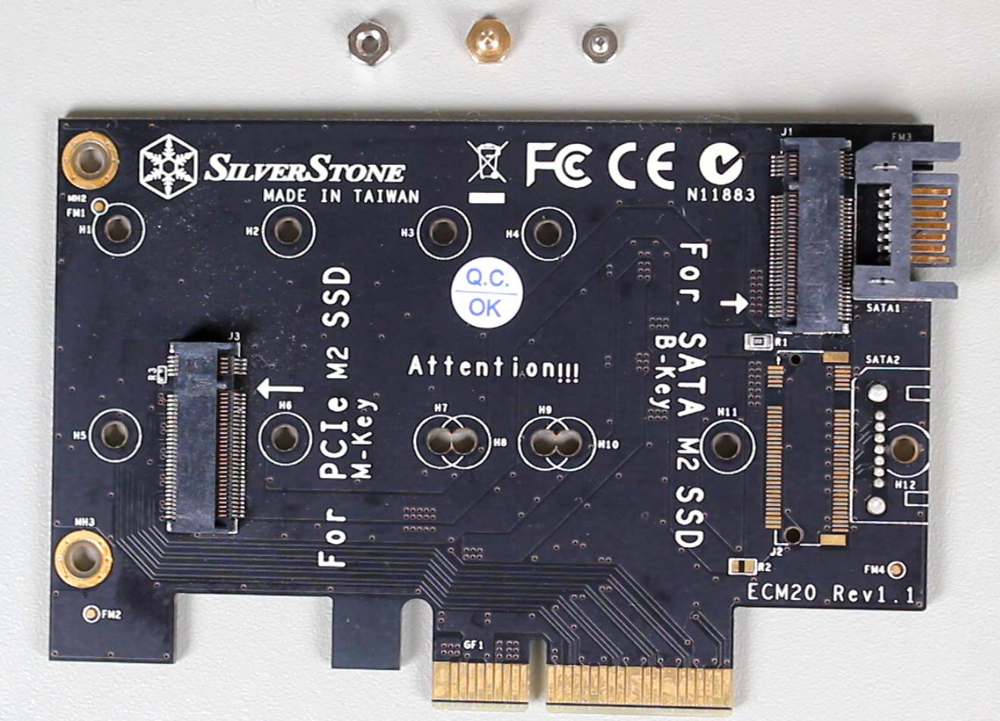 SILVERSTONE
MADE IN TAIWAN
FC CE
N11883
J1
FM3
MH2
FM1
H1
H2
H3
H4
Q.C.
OK
SATA1
For PCIe M2 SSD
M-Key
For SATA M2 SSD
B-Key
J3
R3
R1
Attention!!!
SATA2
H5
H6
H7
H8
H9
H10
H11
H12
MH3
J2
R2
FM4
ECM20 Rev1.1
FM2
GF1